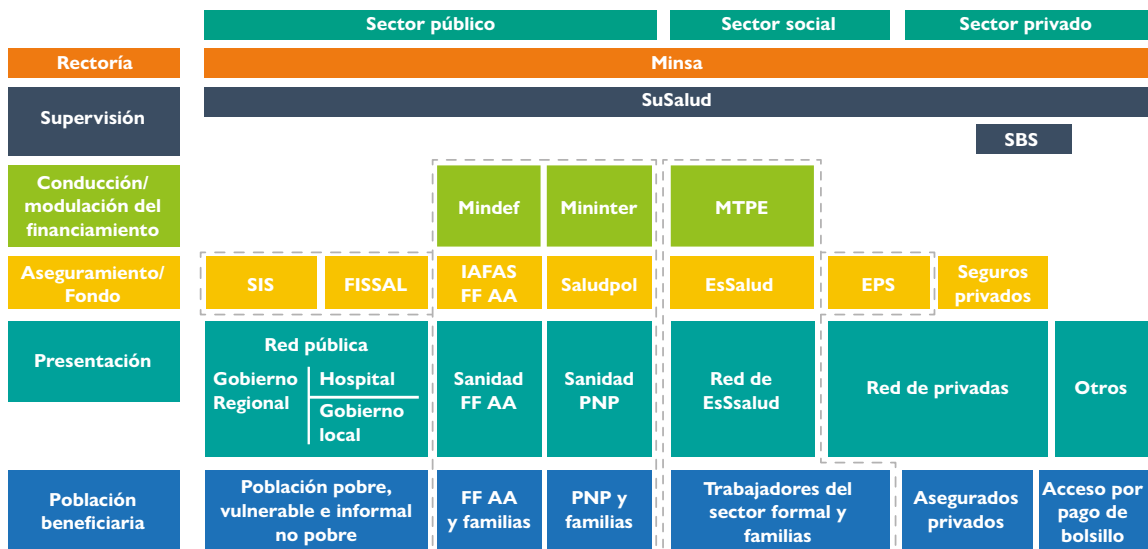 Sector público
Sector social
Sector privado
Rectoría
Minsa
Supervisión
SuSalud
SBS
Conducción/
modulación del
financiamiento
Mindef
Mininter
MTPE
Aseguramiento/
Fondo
SIS
FISSAL
IAFAS
FF AA
Saludpol
EsSalud
EPS
Seguros
privados
Presentación
Red pública
Gobierno
Regional
Hospital
Gobierno
local
Sanidad
FF AA
Sanidad
PNP
Red de
EsSsalud
Red de privadas
Otros
Población
beneficiaria
Población pobre,
vulnerable e informal
no pobre
FF AA
y familias
PNP y
familias
Trabajadores del
sector formal y
familias
Asegurados
privados
Acceso por
pago de
bolsillo